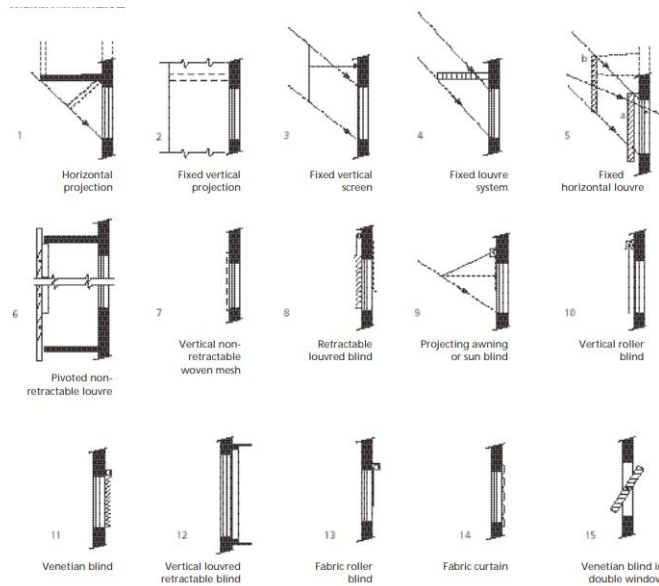 1
Horizontal
projection
2
Fixed vertical
projection
3
Fixed vertical
screen
4
Fixed louvre
system
b
a
5
Fixed
horizontal louvre
6
Pivoted non-
retractable louvre
7
Vertical non-
retractable
woven mesh
8
Retractable
louvred blind
9
Projecting awning
or sun blind
10
Vertical roller
blind
11
Venetian blind
12
Vertical louvred
retractable blind
13
Fabric roller
blind
14
Fabric curtain
15
Venetian blind in
double window